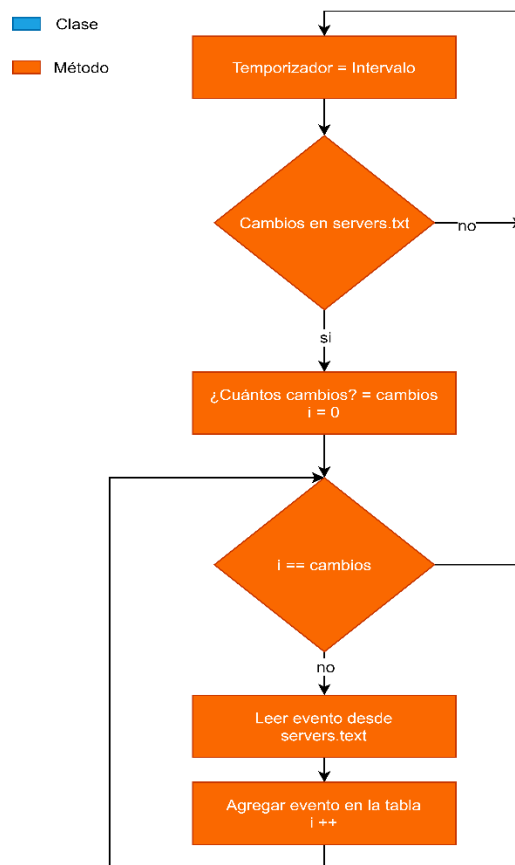 Clase
Método
Temporizador = Intervalo
Cambios en servers.txt
no
si
¿Cuántos cambios? = cambios
i = 0
i == cambios
no
Leer evento desde
servers.text
Agregar evento en la tabla
i ++